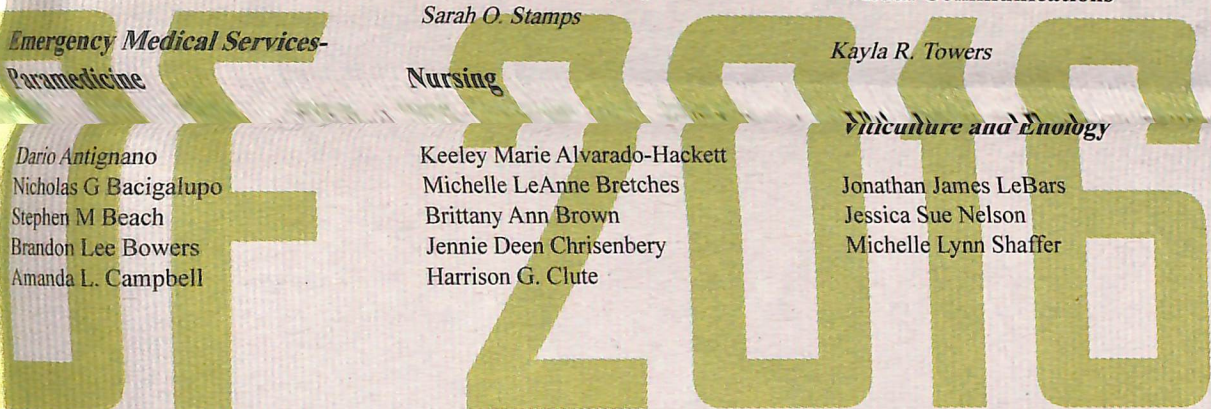 Emergency Medical Services-
Paramedicine
Dario Antignano
Nicholas G Bacigalupo
Stephen M Beach
Brandon Lee Bowers
Amanda L. Campbell
Sarah O. Stamps
Nursing
Keeley Marie Alvarado-Hackett
Michelle LeAnne Bretches
Brittany Ann Brown
Jennie Deen Chrisenbery
Harrison G. Clute
Kayla R. Towers
Viticulture and Enology
Jonathan James LeBars
Jessica Sue Nelson
Michelle Lynn Shaffer
OF 2016